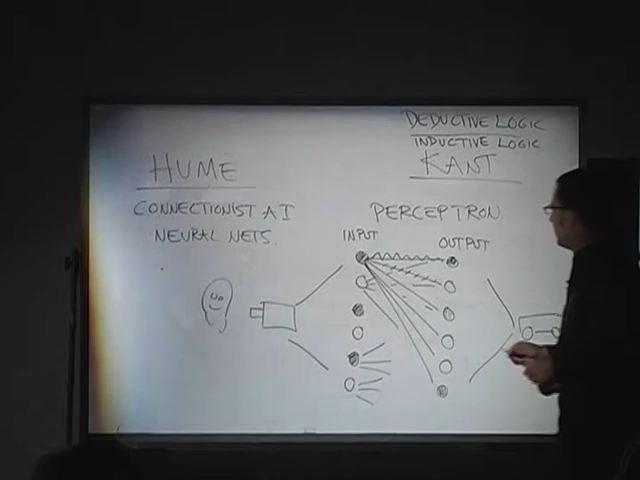 DEDUCTIVE LOGIC
INDUCTIVE LOGIC
HUME
KANT
CONNECTIONIST AI
NEURAL NETS.
PERCEPTRON
INPUT
OUTPUT